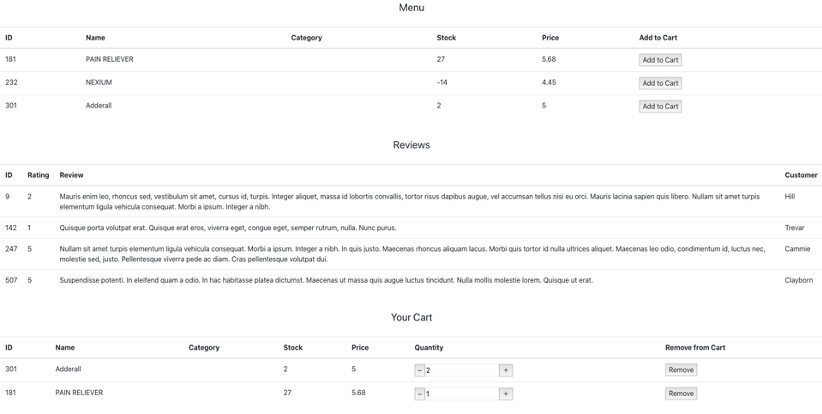 Menu
ID Name Category Stock Price Add to Cart
181 PAIN RELIEVER 27 5.68 Add to Cart
232 NEXIUM -14 4.45 Add to Cart
301 Adderall 2 5 Add to Cart
Reviews
ID Rating Review Customer
9 2 Mauris enim leo, rhoncus sed, vestibulum sit amet, cursus id, turpis. Integer aliquet, massa id lobortis convallis, tortor risus dapibus augue, vel accumsan tellus nisi eu orci. Mauris lacinia sapien quis libero. Nullam sit amet turpis Hill
elementum ligula vehicula consequat. Morbi a ipsum. Integer a nibh.
142 1 Quisque porta volutpat erat. Quisque erat eros, viverra eget, congue eget, semper rutrum, nulla. Nunc purus. Trevar
247 5 Nullam sit amet turpis elementum ligula vehicula consequat. Morbi a ipsum. Integer a nibh. In quis justo. Maecenas rhoncus aliquam lacus. Morbi quis tortor id nulla ultrices aliquet. Maecenas leo odio, condimentum id, luctus nec, Cammie
molestie sed, justo. Pellentesque viverra pede ac diam. Cras pellentesque volutpat dui.
507 5 Suspendisse potenti. In eleifend quam a odio. In hac habitasse platea dictumst. Maecenas ut massa quis augue luctus tincidunt. Nulla mollis molestie lorem. Quisque ut erat. Clayborn
Your Cart
ID Name Category Stock Price Quantity Remove from Cart
301 Adderall 2 5 − 2 + Remove
181 PAIN RELIEVER 27 5.68 − 1 + Remove